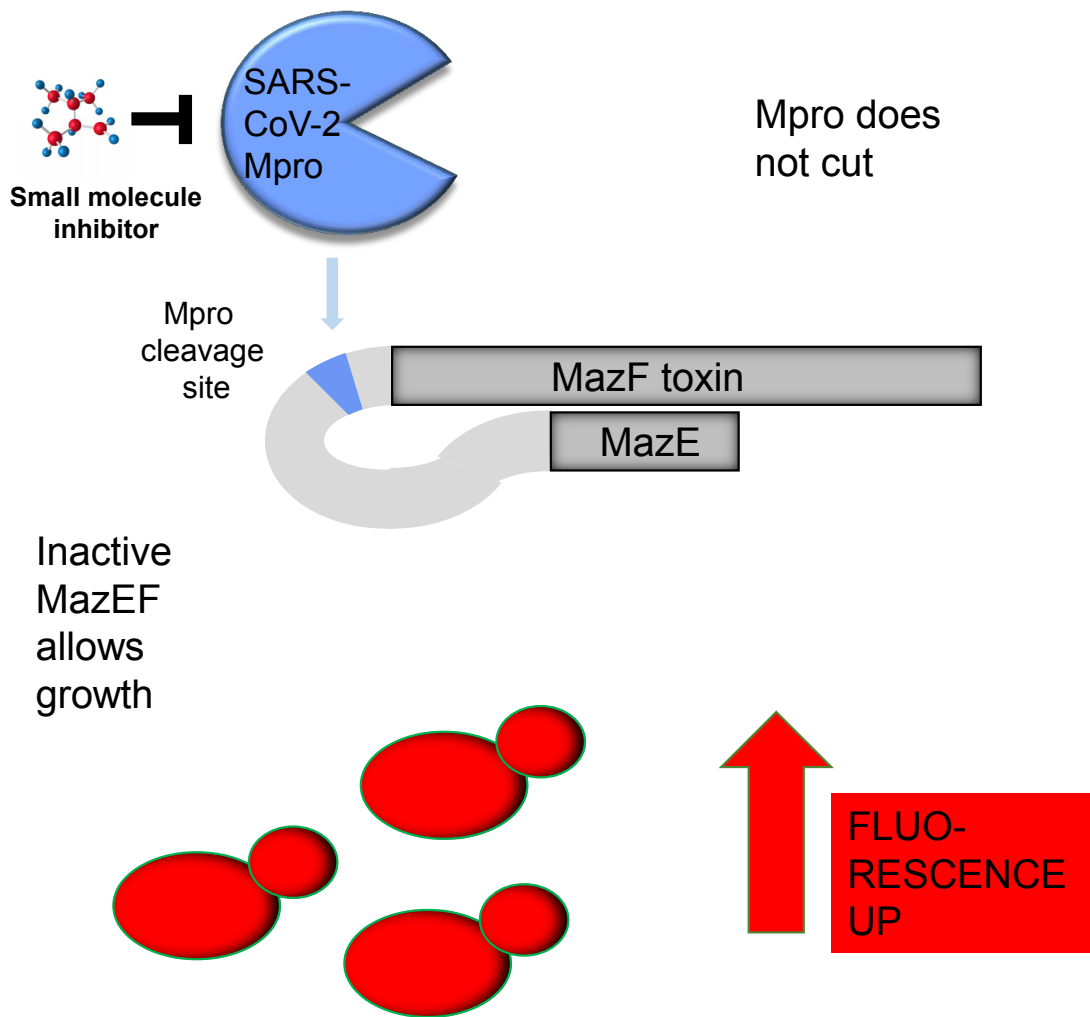 SARS-
CoV-2
Mpro
Small molecule
inhibitor
Mpro does
not cut
Mpro
cleavage
site
MazF toxin
MazE
Inactive
MazEF
allows
growth
FLUO-
RESCENCE
UP